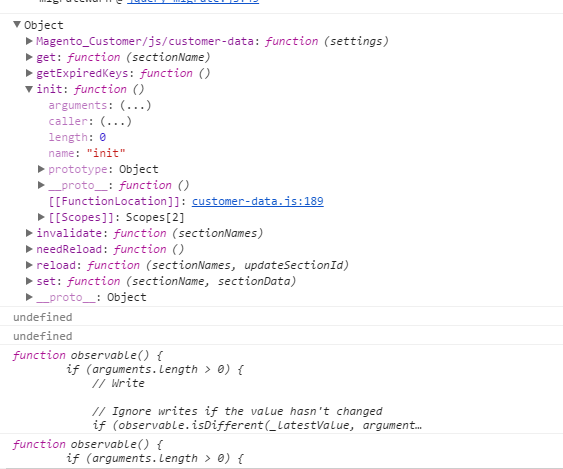 Object
Magento_Customer/js/customer-data: function (settings)
get: function (sectionName)
getExpiredKeys: function ()
init: function ()
arguments: (...)
caller: (...)
length: 0
name: "init"
prototype: Object
__proto__: function ()
[[FunctionLocation]]: customer-data.js:189
[[Scopes]]: Scopes[2]
invalidate: function (sectionNames)
needReload: function ()
reload: function (sectionNames, updateSectionId)
set: function (sectionName, sectionData)
__proto__: Object
undefined
undefined
function observable() {
if (arguments.length > 0) {
// Write
// Ignore writes if the value hasn't changed
if (observable.isDifferent(_latestValue, argument…
function observable() {
if (arguments.length > 0) {